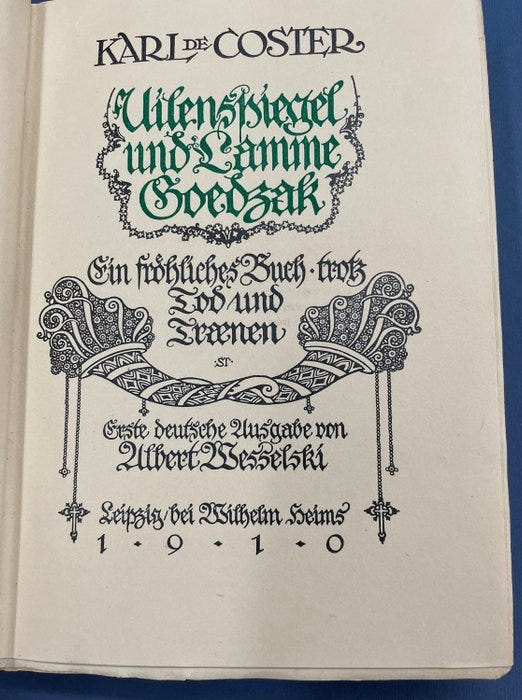 KARL DE COSTER
Uilenspiegel
und Lamme
Goedzak
Ein fröhliches Buch · trotz
Tod und
Trænen
·ST·
Erste deutsche Ausgabe von
Albert Wesselski
Leipzig / bei Wilhelm Heims
1 · 9 · 1 · 0